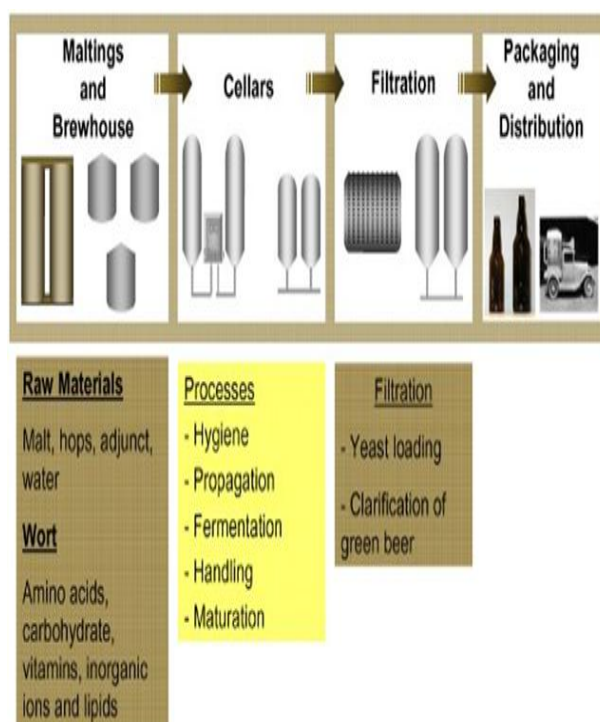 Maltings
and
Brewhouse
Cellars
Filtration
Packaging
and
Distribution
Raw Materials
Malt, hops, adjunct,
water
Wort
Amino acids,
carbohydrate,
vitamins, inorganic
ions and lipids
Processes
- Hygiene
- Propagation
- Fermentation
- Handling
- Maturation
Filtration
- Yeast loading
- Clarification of
green beer